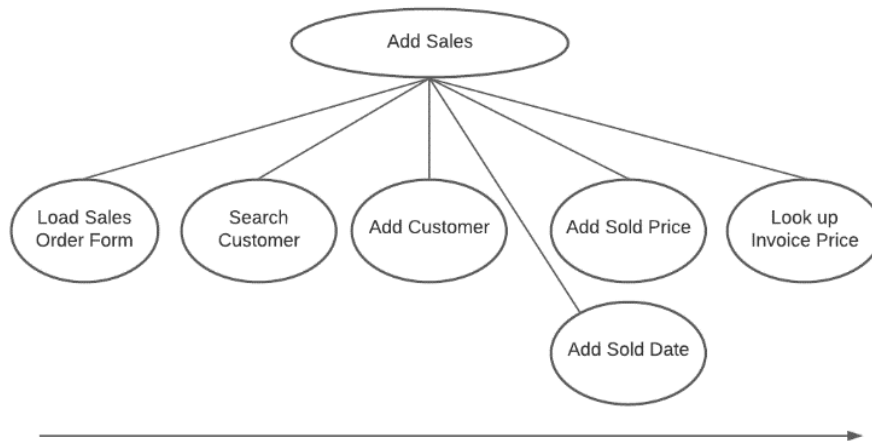 Add Sales
Load Sales
Order Form
Search
Customer
Add Customer
Add Sold Price
Look up
Invoice Price
Add Sold Date